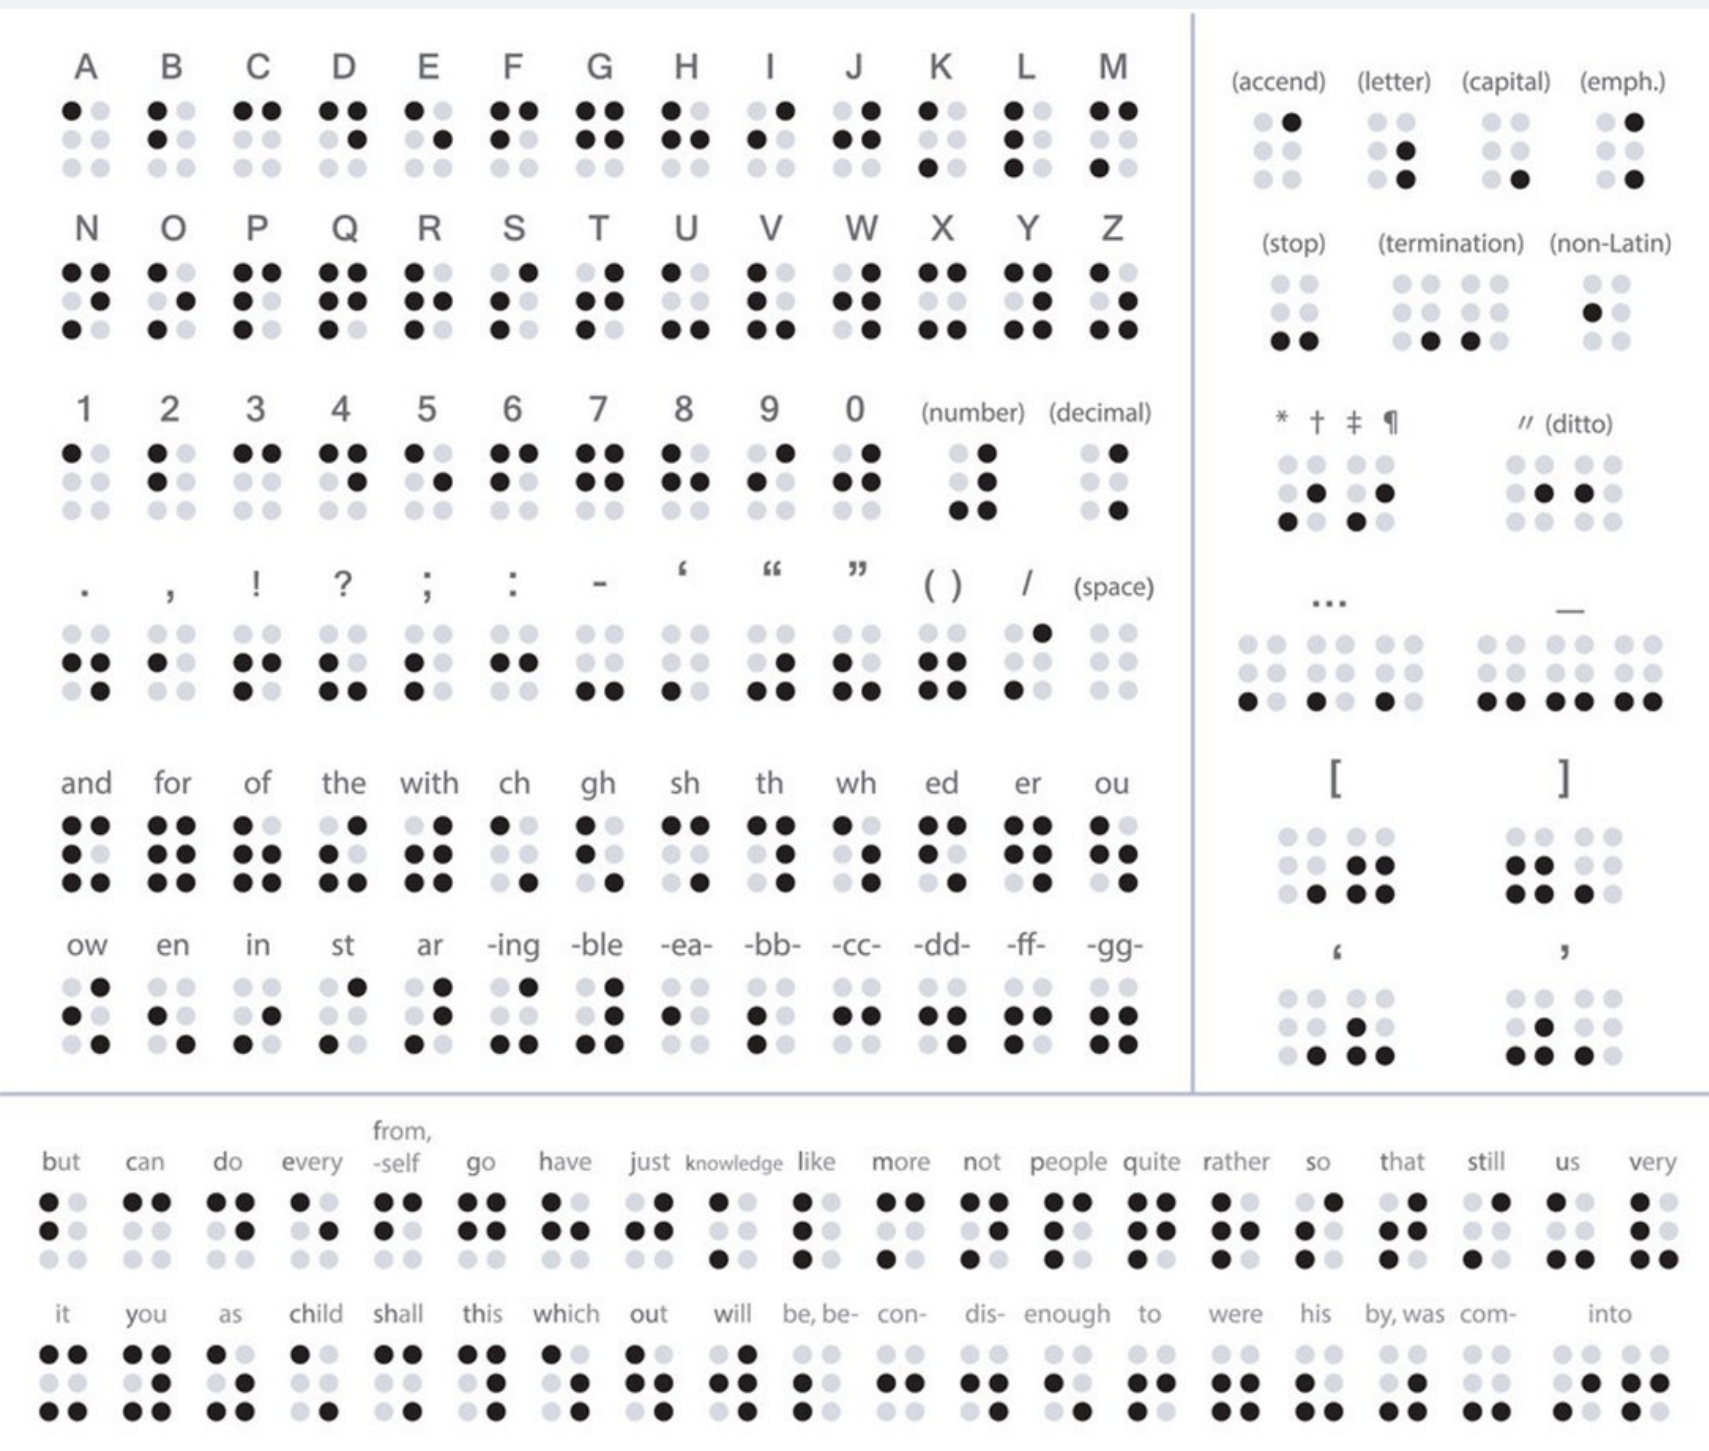 A B C D E F G H I J K L M
(accend) (letter) (capital) (emph.)
N O P Q R S T U V W X Y Z
(stop) (termination) (non-Latin)
1 2 3 4 5 6 7 8 9 0 (number) (decimal)
* † ‡ ¶ 〃 (ditto)
. , ! ? ; : - ‘ “ ” ( ) / (space)
... —
and for of the with ch gh sh th wh ed er ou
[ ]
ow en in st ar -ing -ble -ea- -bb- -cc- -dd- -ff- -gg-
‘ ’
from,
but can do every -self go have just knowledge like more not people quite rather so that still us very
it you as child shall this which out will be, be- con- dis- enough to were his by, was com- into